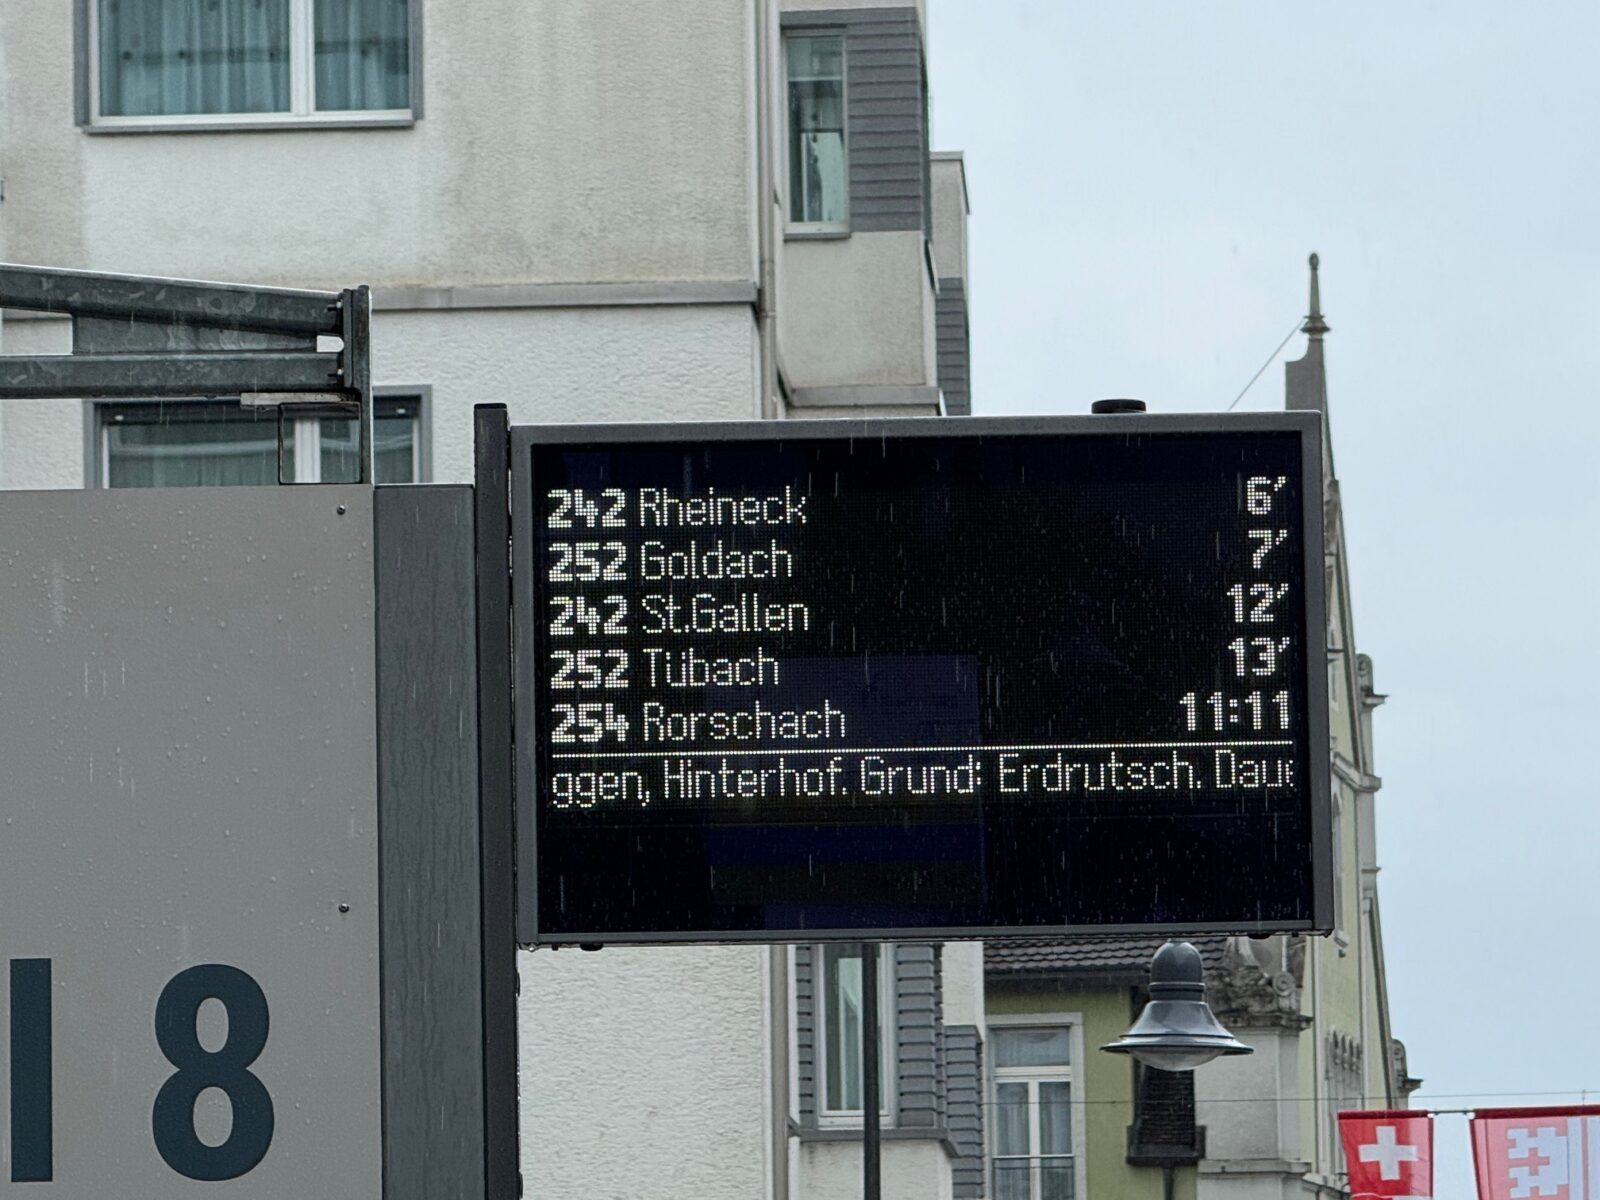 242 Rheineck 6'
252 Goldach 7'
242 St.Gallen 12'
252 Tübach 13'
254 Rorschach 11:11
ggen, Hinterhof. Grund: Erdrutsch. Dau
8